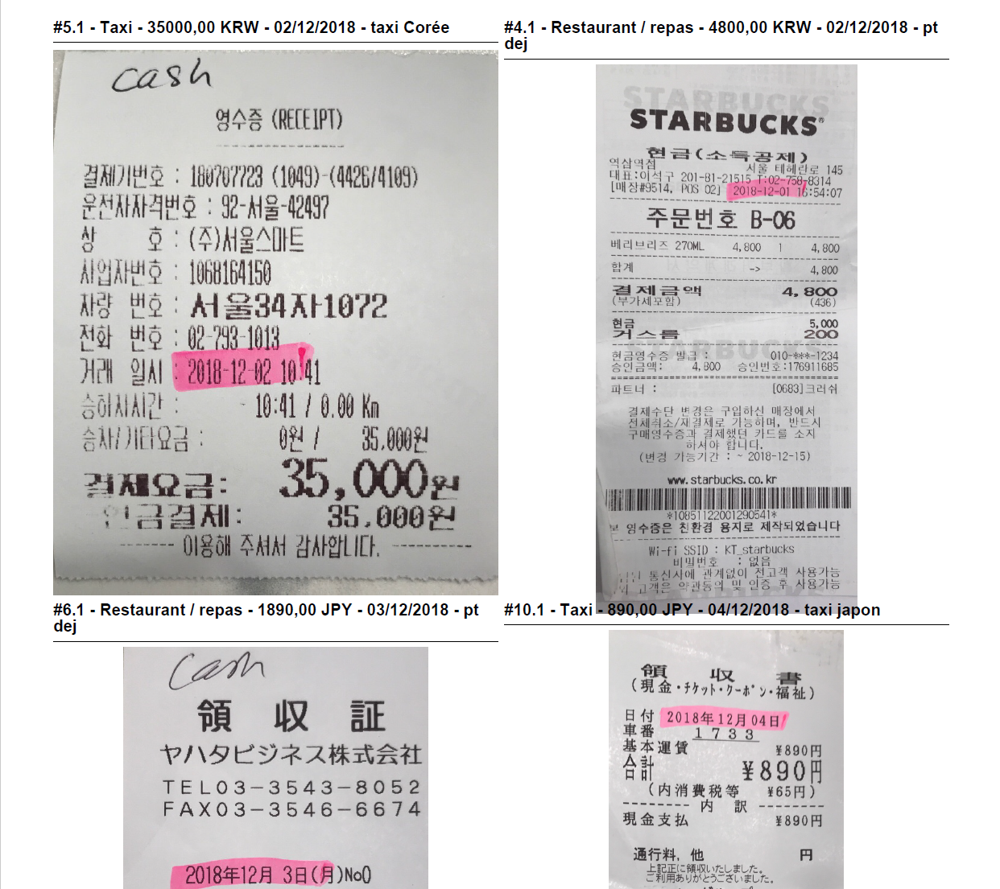 #5.1 - Taxi - 35000,00 KRW - 02/12/2018 - taxi Corée
cash
영수증 (RECEIPT)
결제기번호 : 180707723 (1049)-(4426/4109)
운전자자격번호 : 92-서울-42497
상 호 : (주)서울스마트
사업자번호 : 1068164150
차량 번호 : 서울34자1072
전화 번호 : 02-793-1013
거래 일시 : 2018-12-02 10:41
승하차시간 : - 10:41 / 0.00 Km
승차/기타요금 : 0원 / 35,000원
결제요금: 35,000원
현금결제: 35,000원
------- 이용해 주셔서 감사합니다. ----------
#4.1 - Restaurant / repas - 4800,00 KRW - 02/12/2018 - pt
dej
STARBUCKS
STARBUCKS®
현금(소득공제)
역삼역점 서울 테헤란로 145
대표:이석구 201-81-21515 T:02-758-8314
[매장#9514, POS 02] 2018-12-01 16:54:07
주문번호 B-06
베리브리즈 270ML 4,800 1 4,800
합계 -> 4,800
결제금액 4,800
(부가세포함) (436)
현금 5,000
거스름 200
STARBUCKS
현금영수증 발급 : 010-***-1234
승인금액: 4,800 승인번호:176911685
파트너 : [0683]크러쉬
결제수단 변경은 구입하신 매장에서
전체취소/재결제로 가능하며, 반드시
구매영수증과 결제했던 카드를 소지
하셔야 합니다.
(변경 가능기간 : ~ 2018-12-15)
www.starbucks.co.kr
*10851122001290541*
본 영수증은 친환경 용지로 제작되었습니다
Wi-fi SSID : KT_starbucks
비밀번호 : 없음
통신사에 관계없이 전고객 사용가능
고객은 약관동의 및 인증 후 사용가능
#6.1 - Restaurant / repas - 1890,00 JPY - 03/12/2018 - pt
dej
cash
領 収 証
ヤハタビジネス株式会社
TEL03-3543-8052
FAX03-3546-6674
2018年12月 3日(月)No0
#10.1 - Taxi - 890,00 JPY - 04/12/2018 - taxi japon
領 収 書
(現金・チケット・クーポン・福祉)
日付 2018年12月04日
車番 1733
基本運賃 ¥890円
合計 ¥890円
(内消費税等 ¥65円)
-------- 内 訳 --------
現金支払 ¥890円
通行料, 他 円
上記正に領収いたしました。
ご利用ありがとうございました。